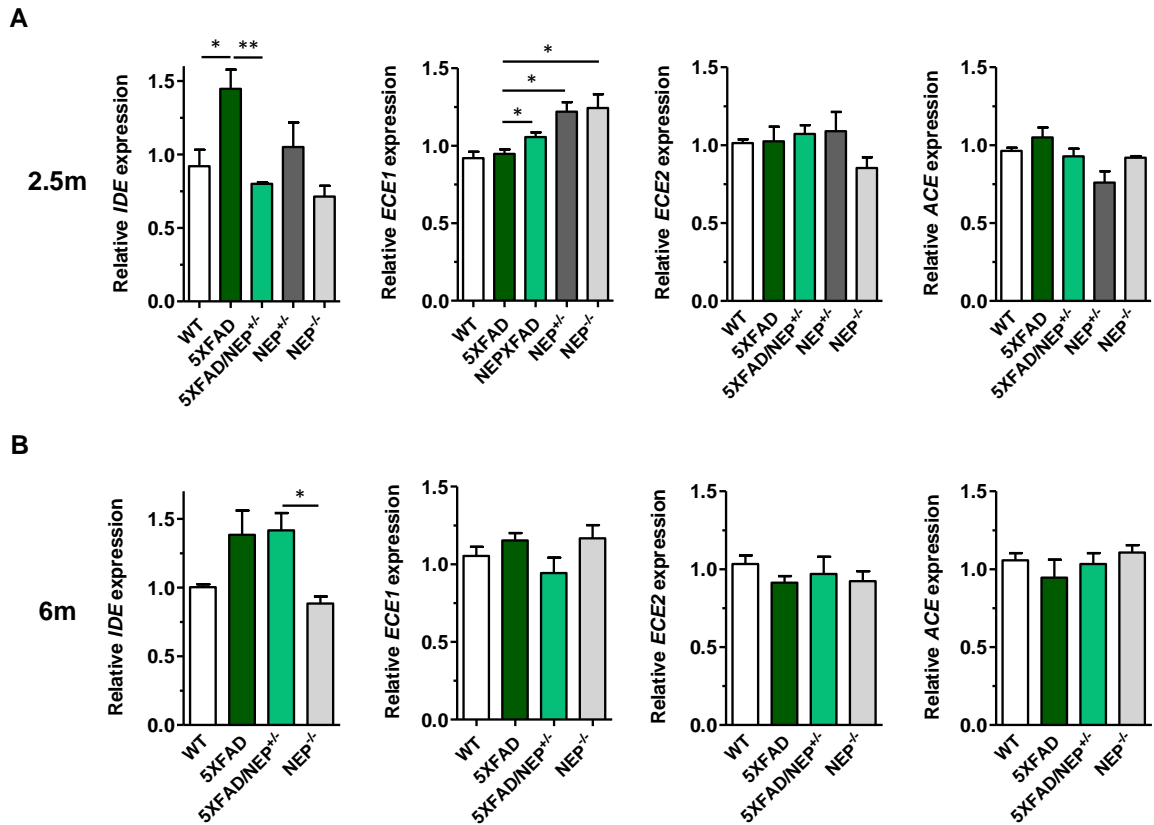 A
2.5m
Relative IDE expression
1.5
1.0
0.5
0.0
* **
WT
5XFAD
5XFAD/NEP+/-
NEP+/-
NEP-/-
Relative ECE1 expression
1.5
1.0
0.5
0.0
*
*
*
WT
5XFAD
NEPXFAD
NEP+/-
NEP-/-
Relative ECE2 expression
1.5
1.0
0.5
0.0
WT
5XFAD
5XFAD/NEP+/-
NEP+/-
NEP-/-
Relative ACE expression
1.5
1.0
0.5
0.0
WT
5XFAD
5XFAD/NEP+/-
NEP+/-
NEP-/-
B
6m
Relative IDE expression
1.5
1.0
0.5
0.0
*
WT
5XFAD
5XFAD/NEP+/-
NEP-/-
Relative ECE1 expression
1.5
1.0
0.5
0.0
WT
5XFAD
5XFAD/NEP+/-
NEP-/-
Relative ECE2 expression
1.5
1.0
0.5
0.0
WT
5XFAD
5XFAD/NEP+/-
NEP-/-
Relative ACE expression
1.5
1.0
0.5
0.0
WT
5XFAD
5XFAD/NEP+/-
NEP-/-